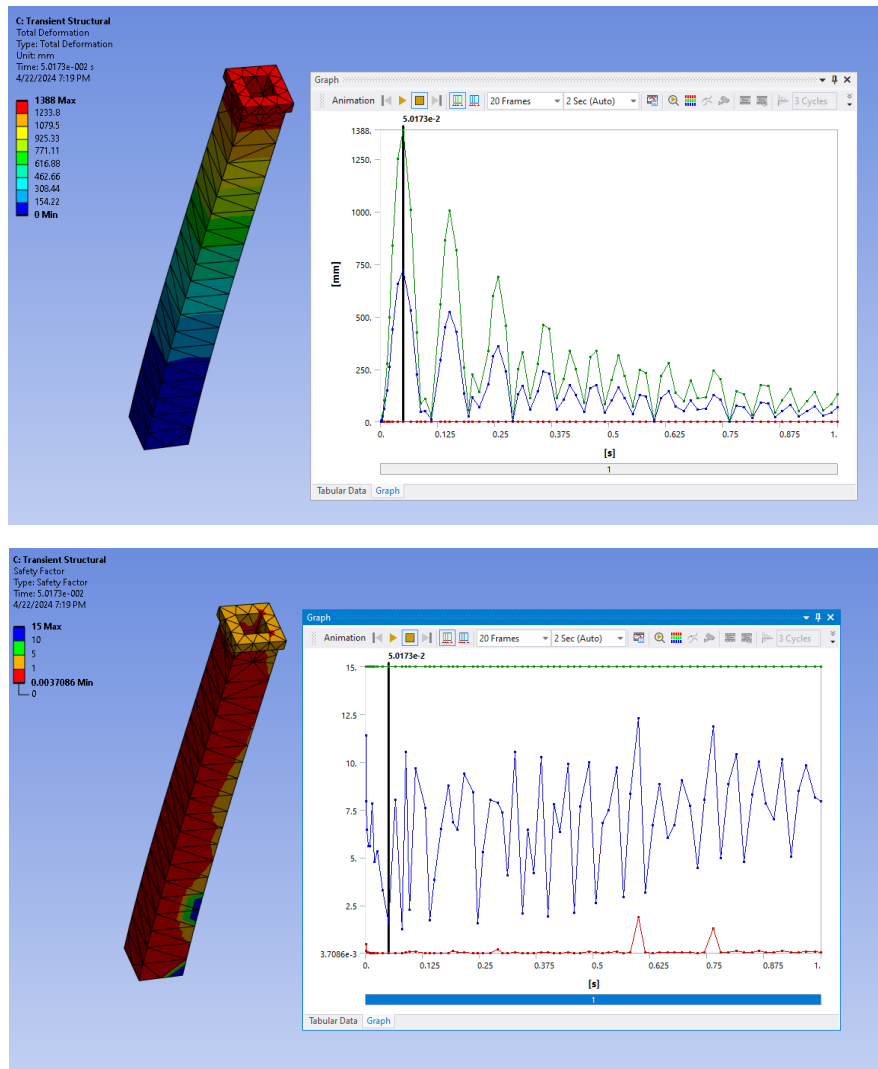 C: Transient Structural
Total Deformation
Type: Total Deformation
Unit: mm
Time: 5.0173e-002 s
4/22/2024 7:19 PM
1388 Max
1233.8
1079.5
925.33
771.11
616.88
462.66
308.44
154.22
0 Min
Graph
Animation 20 Frames 2 Sec (Auto) 3 Cycles
5.0173e-2
1388.
1250.
1000.
750.
500.
250.
0.
[mm]
0. 0.125 0.25 0.375 0.5 0.625 0.75 0.875 1.
[s]
1
Tabular Data Graph
C: Transient Structural
Safety Factor
Type: Safety Factor
Time: 5.0173e-002
4/22/2024 7:19 PM
15 Max
10
5
1
0.0037086 Min
0
Graph
Animation 20 Frames 2 Sec (Auto) 3 Cycles
5.0173e-2
15.
12.5
10.
7.5
5.
2.5
3.7086e-3
0. 0.125 0.25 0.375 0.5 0.625 0.75 0.875 1.
[s]
1
Tabular Data Graph